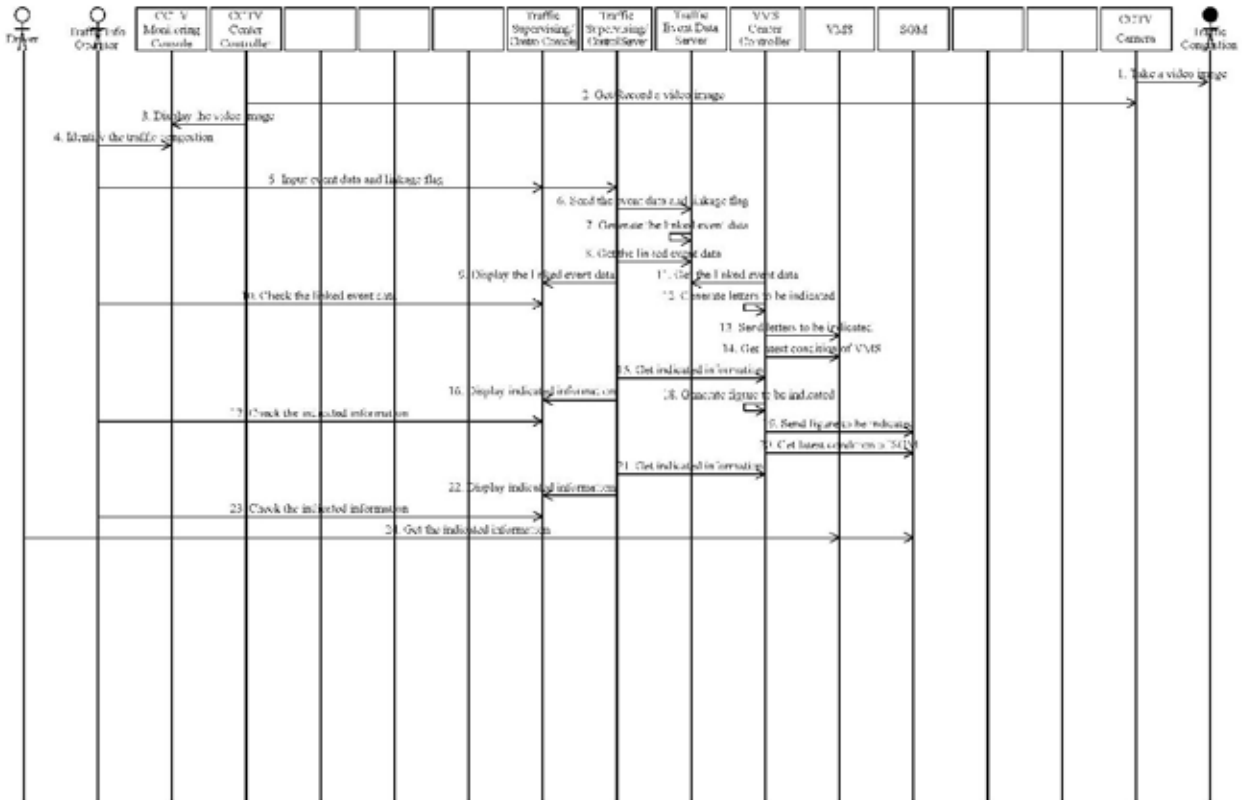 Driver
Traffic Info
Operator
CCTV
Monitoring
Console
CCTV
Center
Controller
Traffic
Supervising/
Control Console
Traffic
Supervising/
Control Server
Traffic
Event Data
Server
VMS
Center
Controller
VMS
SGM
CCTV
Camera
Traffic
Congestion
1. Take a video image
2. Get/Record a video image
3. Display the video image
4. Identify the traffic congestion
5. Input event data and linkage flag
6. Send the event data and linkage flag
7. Generate the linked event data
8. Get the linked event data
9. Display the linked event data
11. Get the linked event data
10. Check the linked event data
12. Generate letters to be indicated
13. Send letters to be indicated
14. Get latest condition of VMS
15. Get indicated information
16. Display indicated information
18. Generate figure to be indicated
17. Check the indicated information
19. Send figure to be indicated
20. Get latest condition of SGM
21. Get indicated information
22. Display indicated information
23. Check the indicated information
24. Get the indicated information